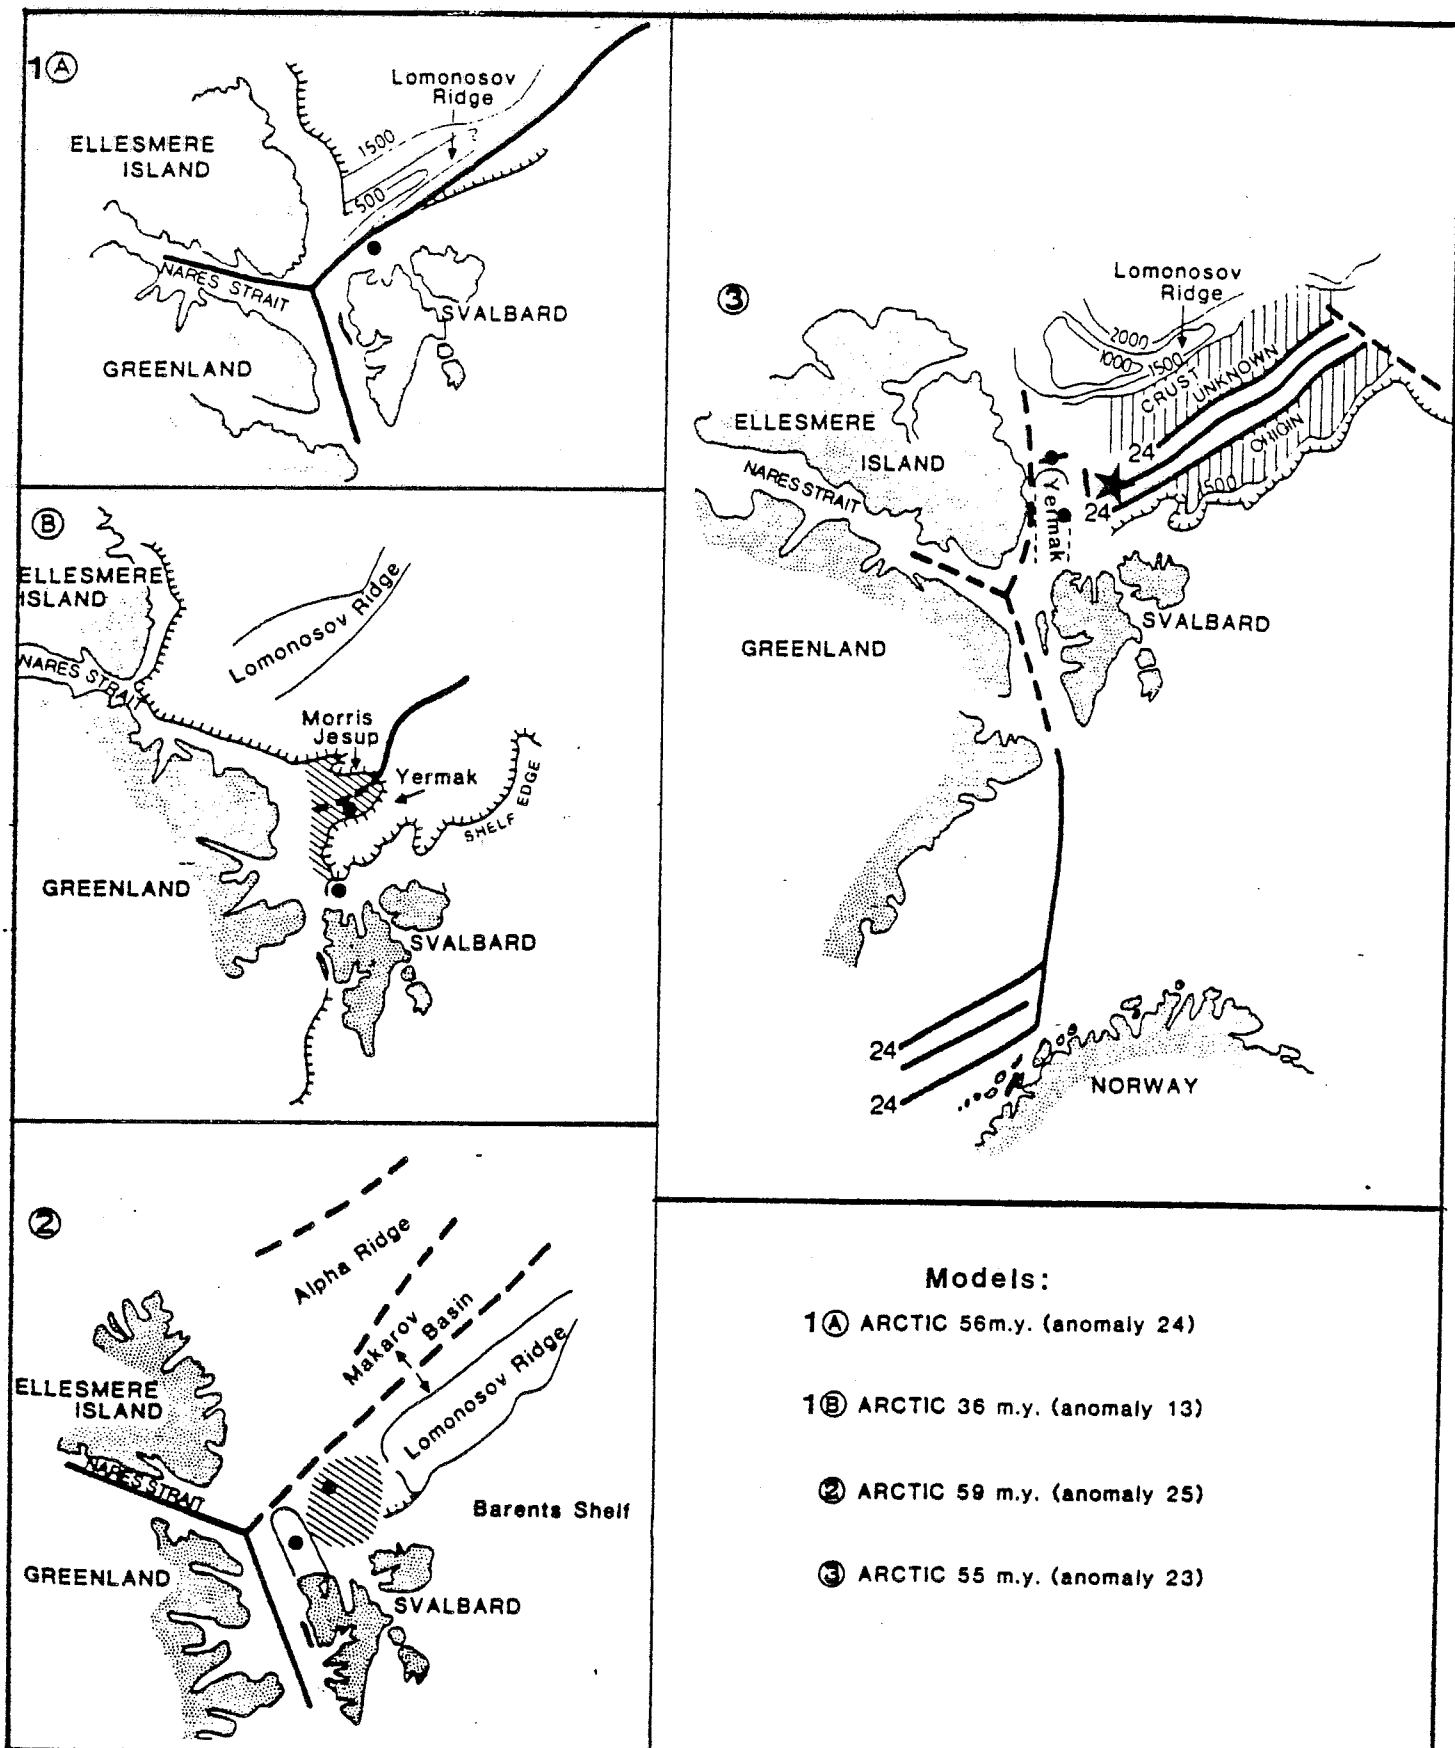 1Ⓐ
Lomonosov
Ridge
ELLESMERE
ISLAND
1500
?
500
NARES STRAIT
SVALBARD
GREENLAND
Ⓑ
ELLESMERE
ISLAND
Lomonosov Ridge
NARES STRAIT
Morris
Jesup
Yermak
SHELF EDGE
GREENLAND
SVALBARD
②
Alpha Ridge
Makarov Basin
Lomonosov Ridge
ELLESMERE
ISLAND
NARES STRAIT
Barents Shelf
GREENLAND
SVALBARD
③
Lomonosov
Ridge
2000
1000
1500
CRUST UNKNOWN
ORIGIN
ELLESMERE
ISLAND
24
NARES STRAIT
Yermak
24
500
SVALBARD
GREENLAND
24
24
NORWAY
Models:
1Ⓐ ARCTIC 56m.y. (anomaly 24)
1Ⓑ ARCTIC 36 m.y. (anomaly 13)
② ARCTIC 59 m.y. (anomaly 25)
③ ARCTIC 55 m.y. (anomaly 23)